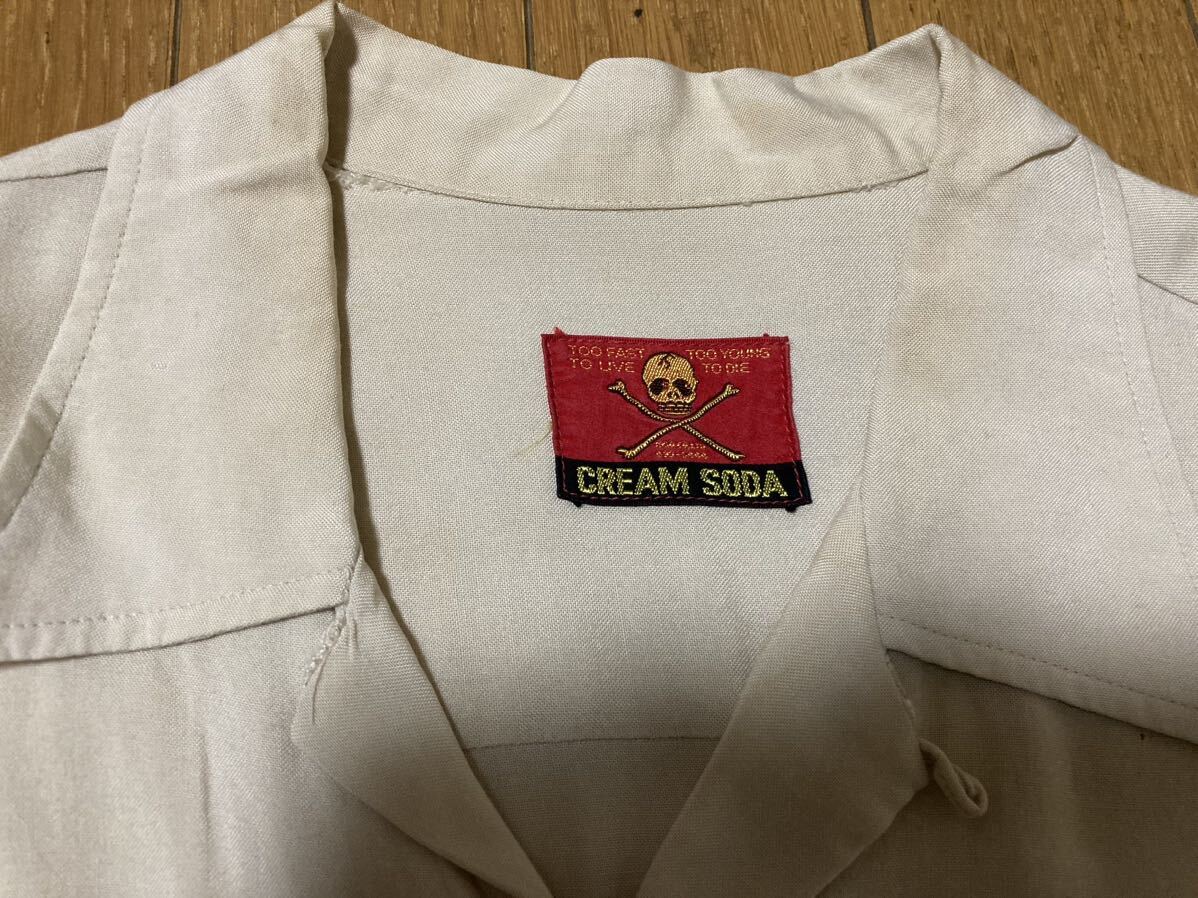 TOO FAST TOO YOUNG
TO LIVE TO DIE
CREAM SODA